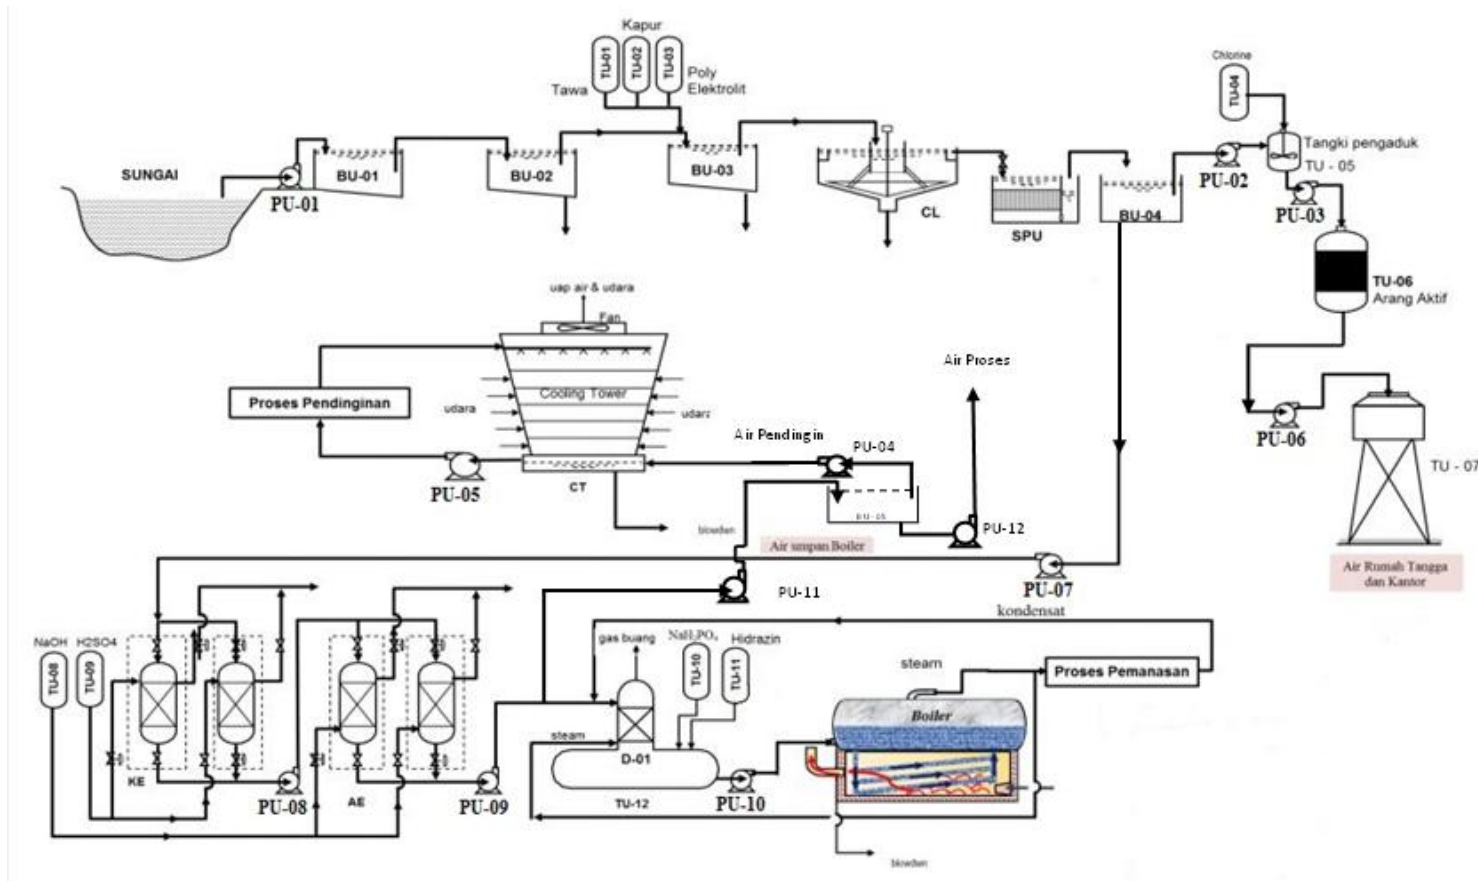 Kapur
TU-01
TU-02
TU-03
Tawa
Poly
Elektrolit
Chlorine
TU-04
Tangki pengaduk
TU - 05
SUNGAI
PU-01
BU-01
BU-02
BU-03
CL
SPU
BU-04
PU-02
PU-03
TU-06
Arang Aktif
uap air & udara
Fan
Cooling Tower
udara
udara
Proses Pendinginan
PU-05
CT
blowdwn
Air Pendingin
PU-04
Air Proses
BU-05
PU-12
PU-06
TU - 07
Air Rumah Tangga
dan Kantor
Air umpan Boiler
PU-07
PU-11
kondensat
NaOH
H2SO4
TU-08
TU-09
KE
PU-08
AE
PU-09
gas buang
NaH2PO4
Hidrazin
TU-10
TU-11
steam
D-01
TU-12
PU-10
steam
Boiler
Proses Pemanasan
blowdwn